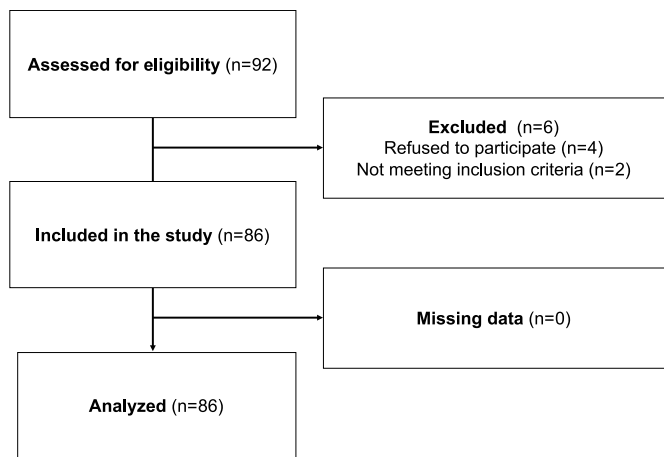 Assessed for eligibility (n=92)
Excluded (n=6)
Refused to participate (n=4)
Not meeting inclusion criteria (n=2)
Included in the study (n=86)
Missing data (n=0)
Analyzed (n=86)